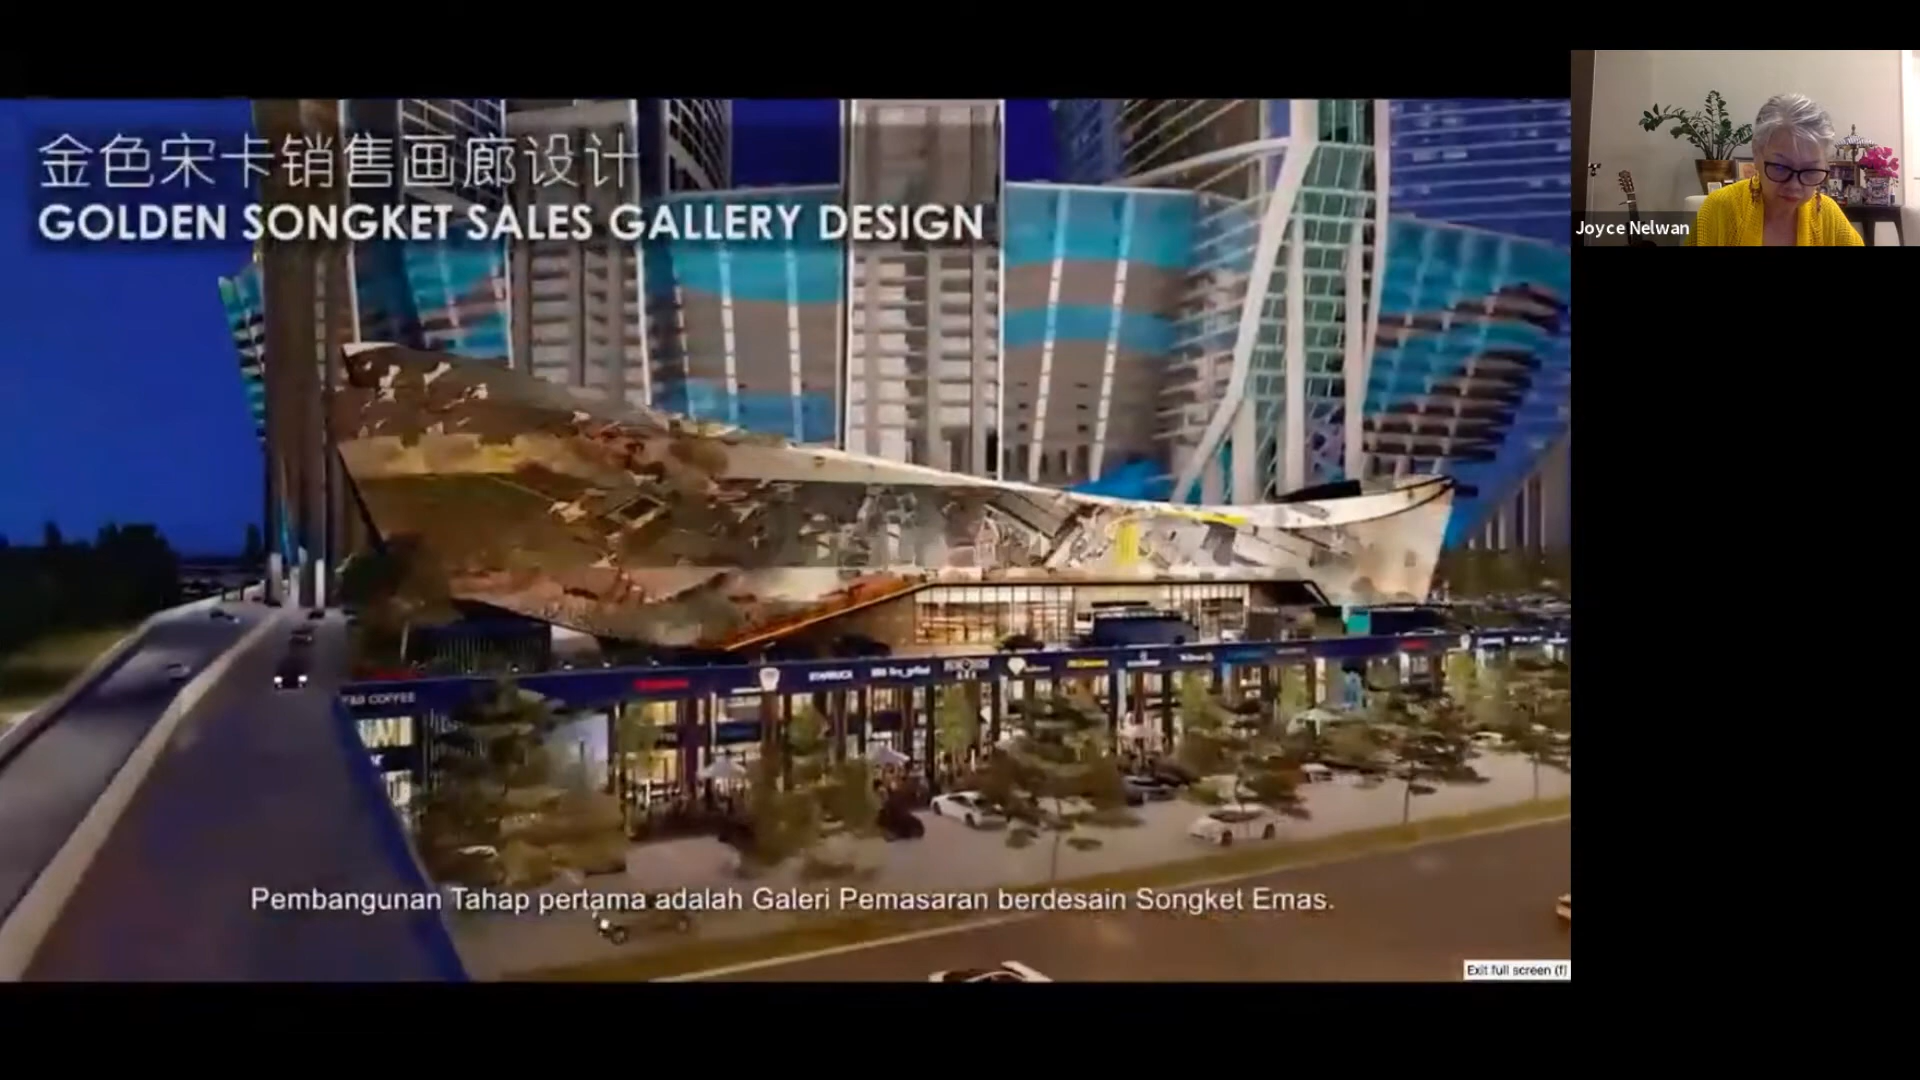 金色宋卡销售画廊设计
GOLDEN SONGKET SALES GALLERY DESIGN
Joyce Nelwan
COFFEE
Pembangunan Tahap pertama adalah Galeri Pemasaran berdesain Songket Emas.
Exit full screen (f)